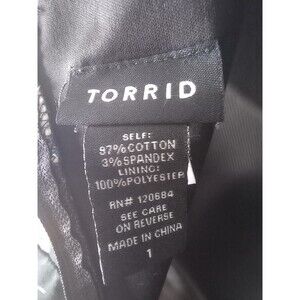 TORRID
SELF:
97%COTTON
3%SPANDEX
LINING:
100%POLYESTER
RN# 120684
SEE CARE
ON REVERSE
MADE IN CHINA
1